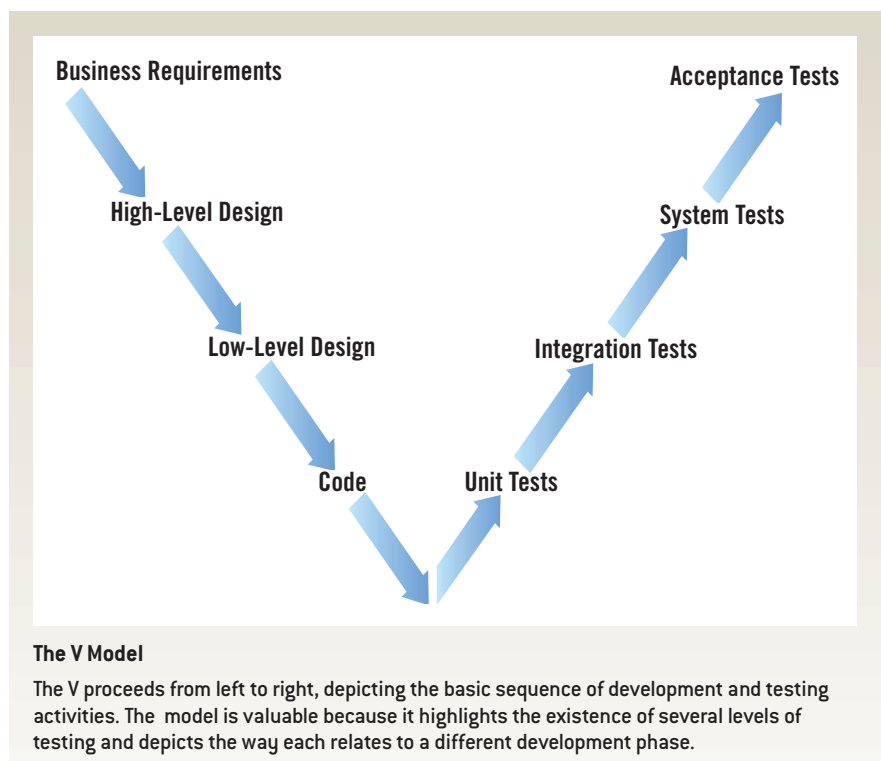 Business Requirements
Acceptance Tests
High-Level Design
System Tests
Low-Level Design
Integration Tests
Code
Unit Tests
The V Model
The V proceeds from left to right, depicting the basic sequence of development and testing
activities. The model is valuable because it highlights the existence of several levels of
testing and depicts the way each relates to a different development phase.